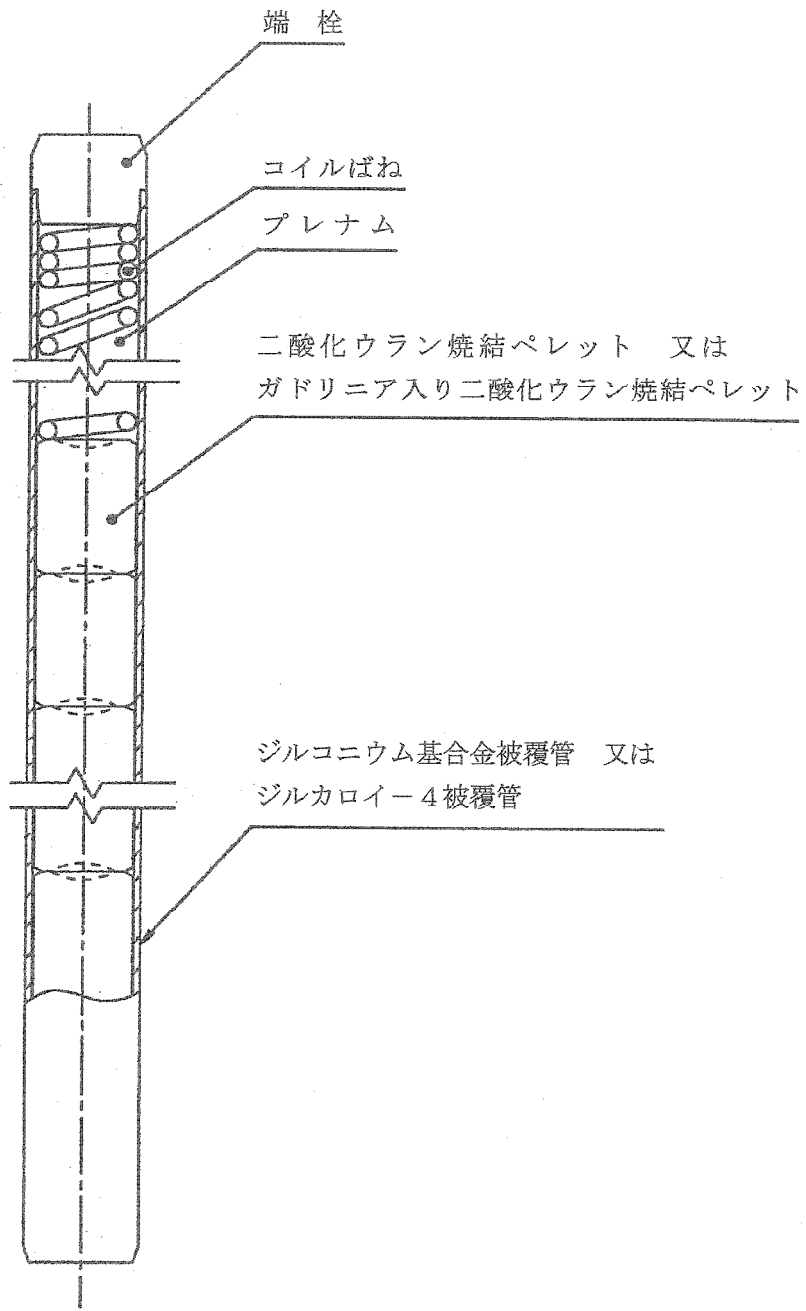 端 栓
コイルばね
プレナム
二酸化ウラン焼結ペレット 又は
ガドリニア入り二酸化ウラン焼結ペレット
ジルコニウム基合金被覆管 又は
ジルカロイ－4被覆管